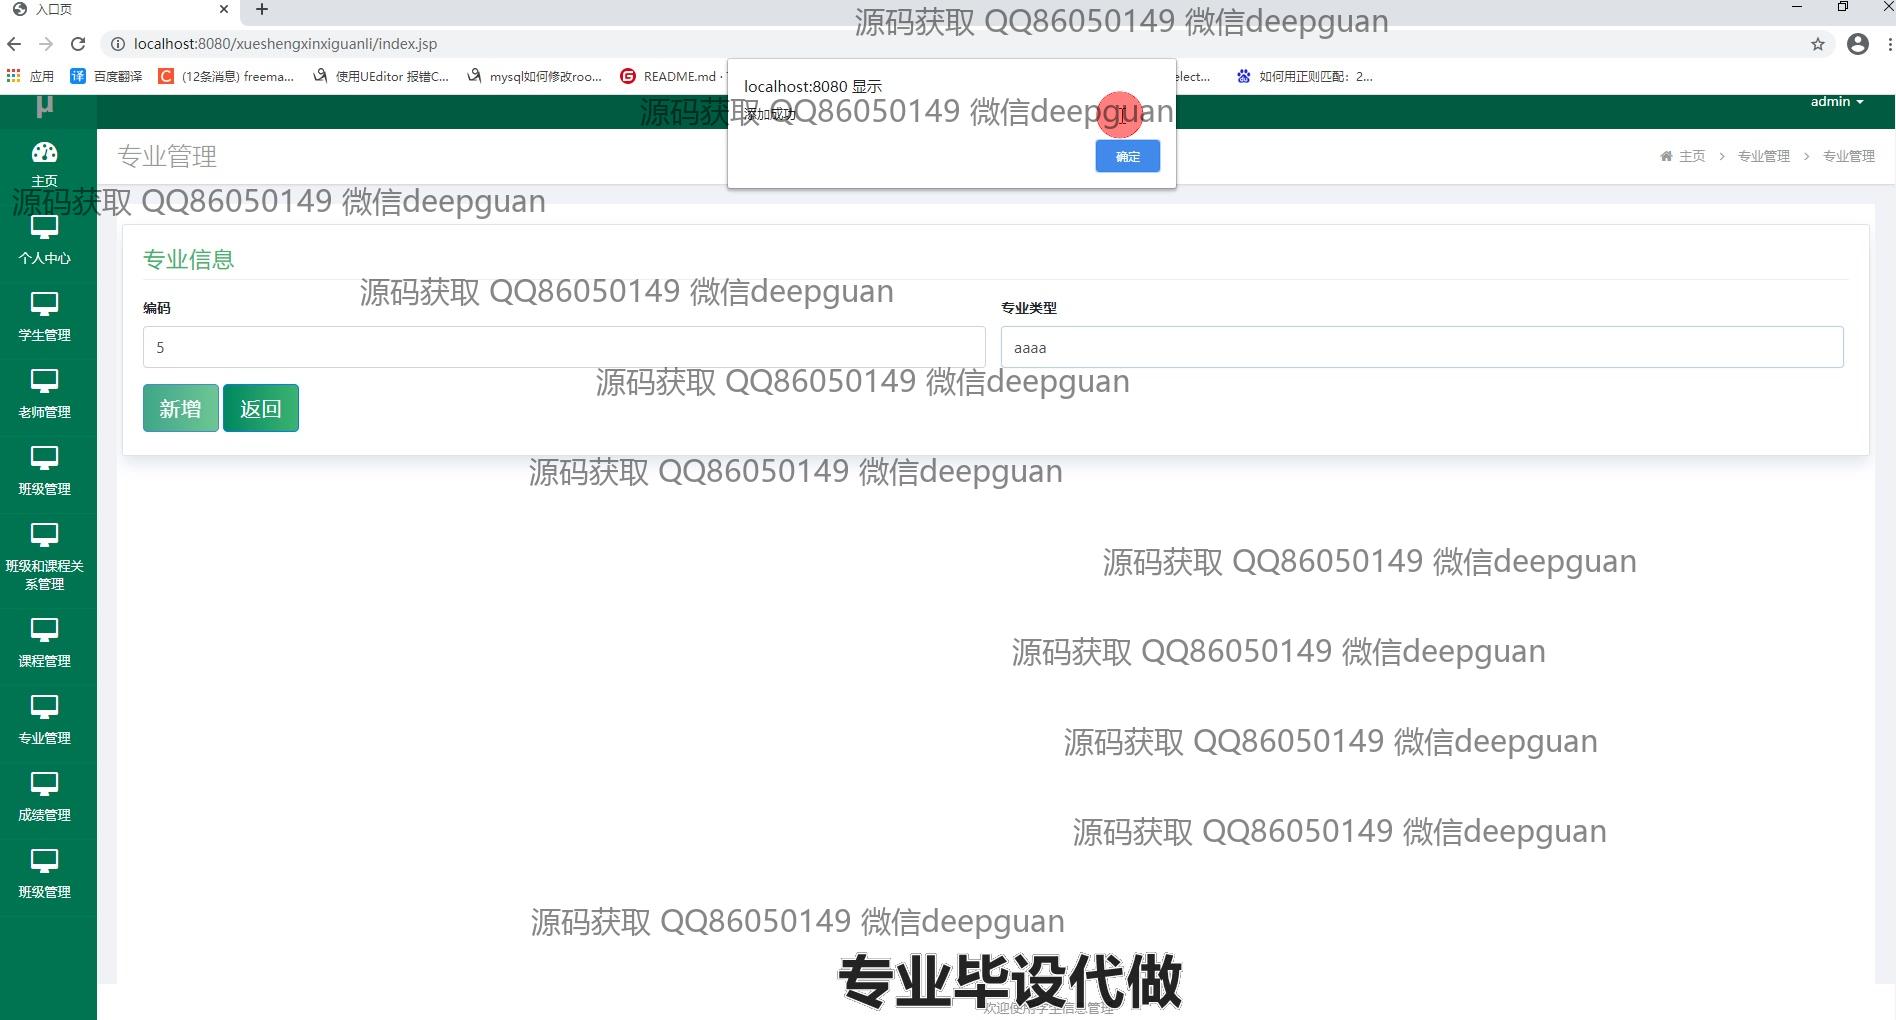 入口页
源码获取 QQ86050149 微信deepguan
localhost:8080/xueshengxinxiguanli/index.jsp
应用
百度翻译
(12条消息) freema...
使用UEditor 报错C...
mysql如何修改roo...
README.md ·
elect...
如何用正则匹配：2...
localhost:8080 显示
添加成功
源码获取 QQ86050149 微信deepguan
确定
admin
μ
专业管理
主页 > 专业管理 > 专业管理
主页
源码获取 QQ86050149 微信deepguan
个人中心
学生管理
老师管理
班级管理
班级和课程关
系管理
课程管理
专业管理
成绩管理
班级管理
专业信息
源码获取 QQ86050149 微信deepguan
编码
专业类型
5
aaaa
源码获取 QQ86050149 微信deepguan
新增
返回
源码获取 QQ86050149 微信deepguan
源码获取 QQ86050149 微信deepguan
源码获取 QQ86050149 微信deepguan
源码获取 QQ86050149 微信deepguan
源码获取 QQ86050149 微信deepguan
源码获取 QQ86050149 微信deepguan
专业毕设代做
欢迎使用学生信息管理